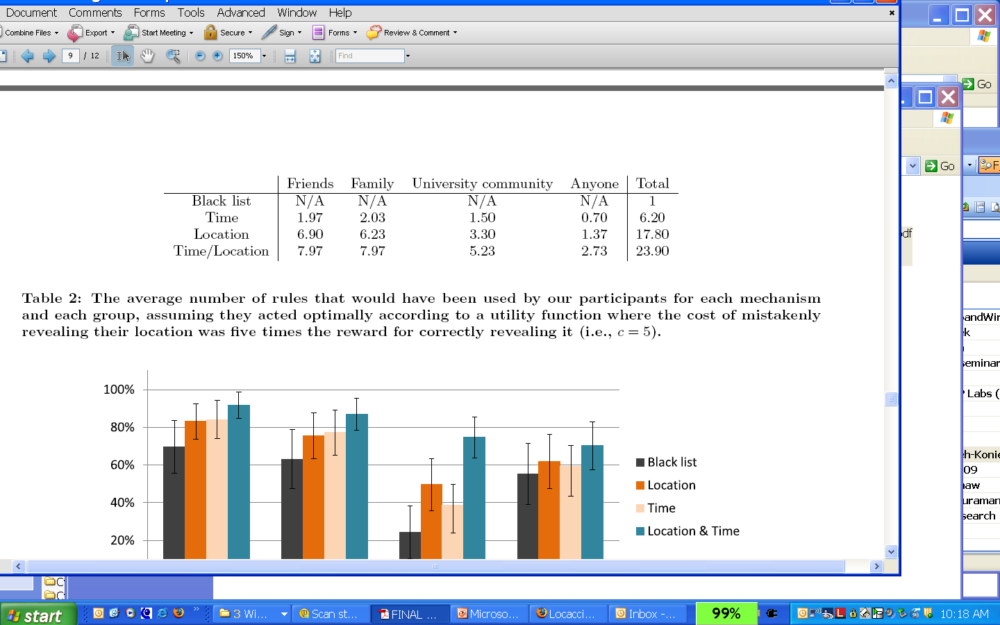 Document Comments Forms Tools Advanced Window Help
Combine Files Export Start Meeting Secure Sign Forms Review & Comment
9 / 12 150% Find
Go
Go
Friends Family University community Anyone Total
Black list N/A N/A N/A N/A 1
Time 1.97 2.03 1.50 0.70 6.20
Location 6.90 6.23 3.30 1.37 17.80
Time/Location 7.97 7.97 5.23 2.73 23.90
Table 2: The average number of rules that would have been used by our participants for each mechanism
and each group, assuming they acted optimally according to a utility function where the cost of mistakenly
revealing their location was five times the reward for correctly revealing it (i.e., c = 5).
100%
80%
60%
40%
20%
Black list
Location
Time
Location & Time
df
andWir
k
seminar
Labs (
h-Konie
09
aw
uraman
search
start 3 Wi... Scan st... FINAL ... Microso... Locacci... Inbox -... 99% 10:18 AM